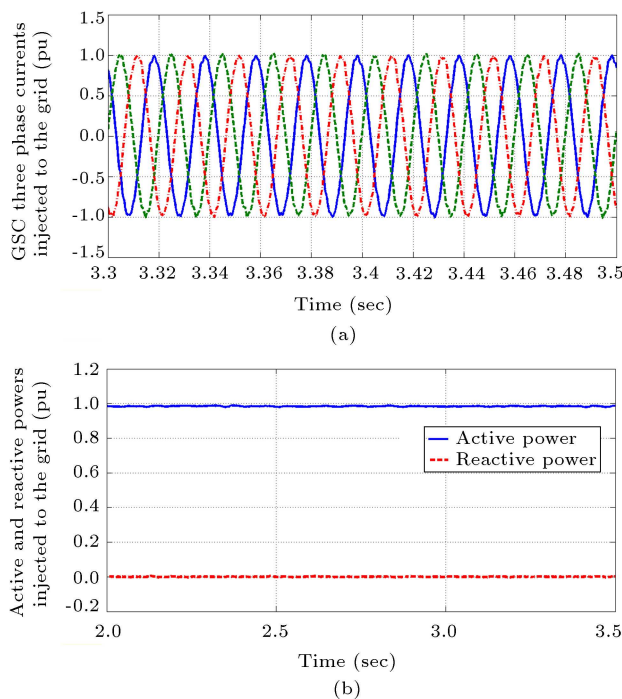 GSC three phase currents
injected to the grid (pu)
1.5
1.0
0.5
0.0
-0.5
-1.0
-1.5
3.3 3.32 3.34 3.36 3.38 3.4 3.42 3.44 3.46 3.48 3.5
Time (sec)
(a)
Active and reactive powers
injected to the grid (pu)
1.2
1.0
0.8
0.6
0.4
0.2
0.0
-0.2
Active power
Reactive power
2.0 2.5 3.0 3.5
Time (sec)
(b)